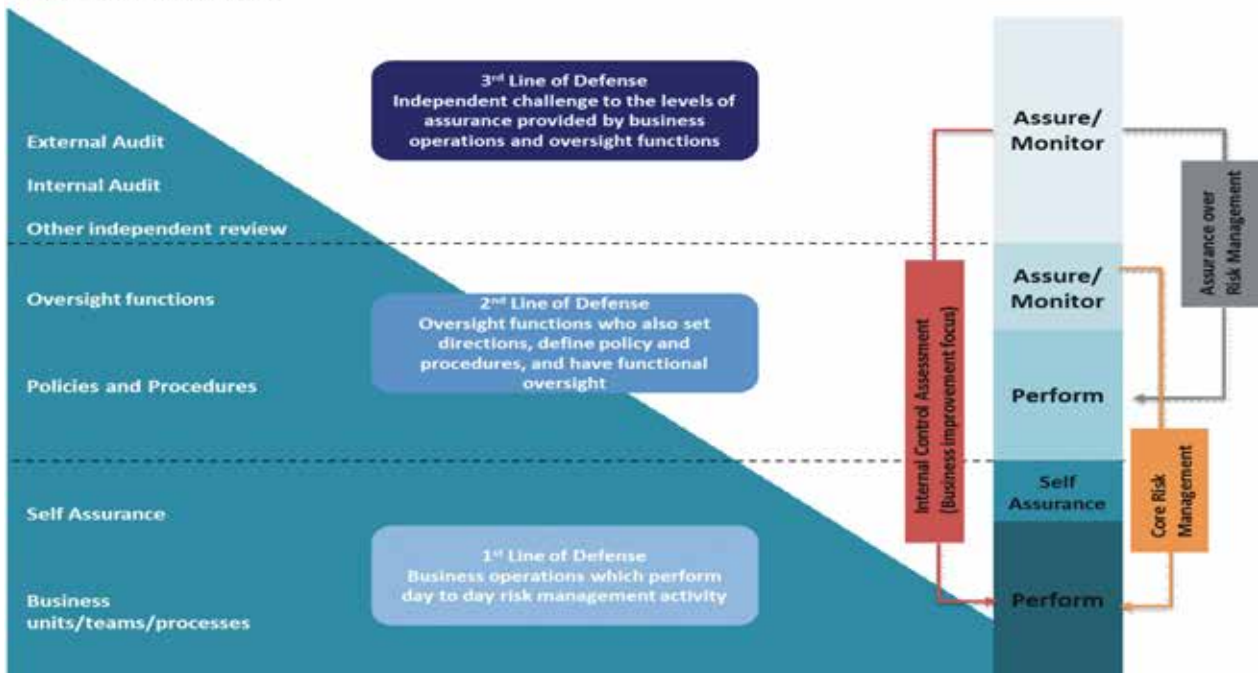 External Audit
Internal Audit
Other independent review
Oversight functions
Policies and Procedures
Self Assurance
Business
units/teams/processes
3rd Line of Defense
Independent challenge to the levels of
assurance provided by business
operations and oversight functions
2nd Line of Defense
Oversight functions who also set
directions, define policy and
procedures, and have functional
oversight
1st Line of Defense
Business operations which perform
day to day risk management activity
Internal Control Assessment
(Business improvement focus)
Assure/
Monitor
Assure/
Monitor
Perform
Self
Assurance
Perform
Assurance over
Risk Management
Core Risk
Management